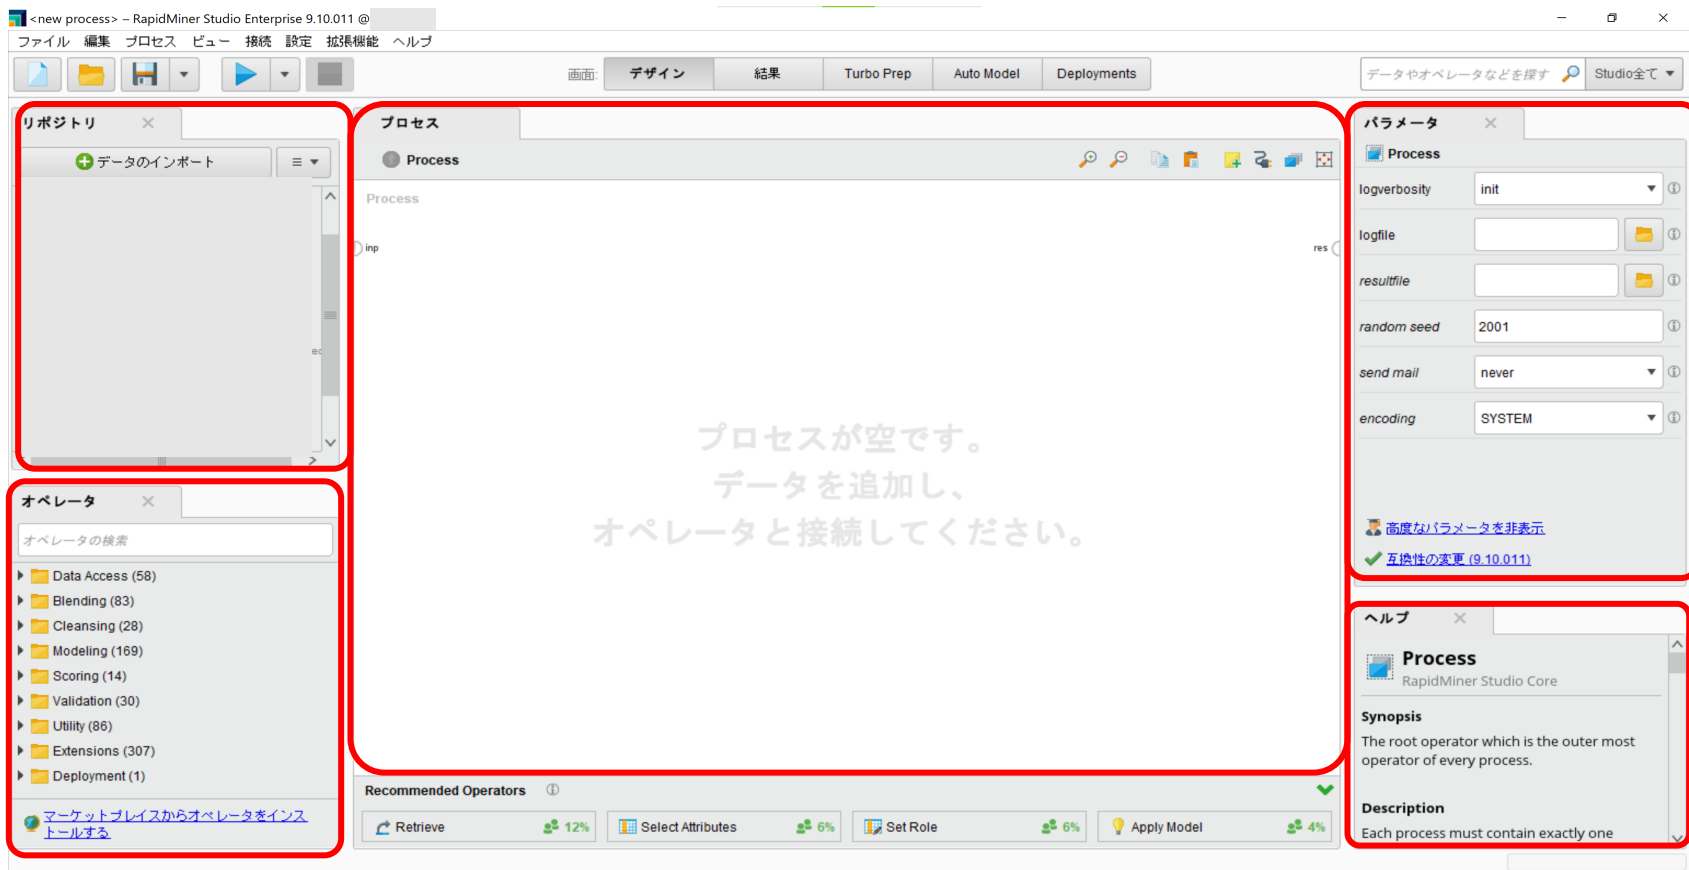 <new process> – RapidMiner Studio Enterprise 9.10.011 @
ファイル 編集 プロセス ビュー 接続 設定 拡張機能 ヘルプ
画面: デザイン 結果 Turbo Prep Auto Model Deployments
データやオペレータなどを探す Studio全て
リポジトリ
データのインポート
オペレータ
オペレータの検索
Data Access (58)
Blending (83)
Cleansing (28)
Modeling (169)
Scoring (14)
Validation (30)
Utility (86)
Extensions (307)
Deployment (1)
マーケットプレイスからオペレータをインス
トールする
プロセス
Process
Process
inp
res
プロセスが空です。
データを追加し、
オペレータと接続してください。
Recommended Operators
Retrieve 12%
Select Attributes 6%
Set Role 6%
Apply Model 4%
パラメータ
Process
logverbosity init
logfile
resultfile
random seed 2001
send mail never
encoding SYSTEM
高度なパラメータを非表示
互換性の変更 (9.10.011)
ヘルプ
Process
RapidMiner Studio Core
Synopsis
The root operator which is the outer most
operator of every process.
Description
Each process must contain exactly one